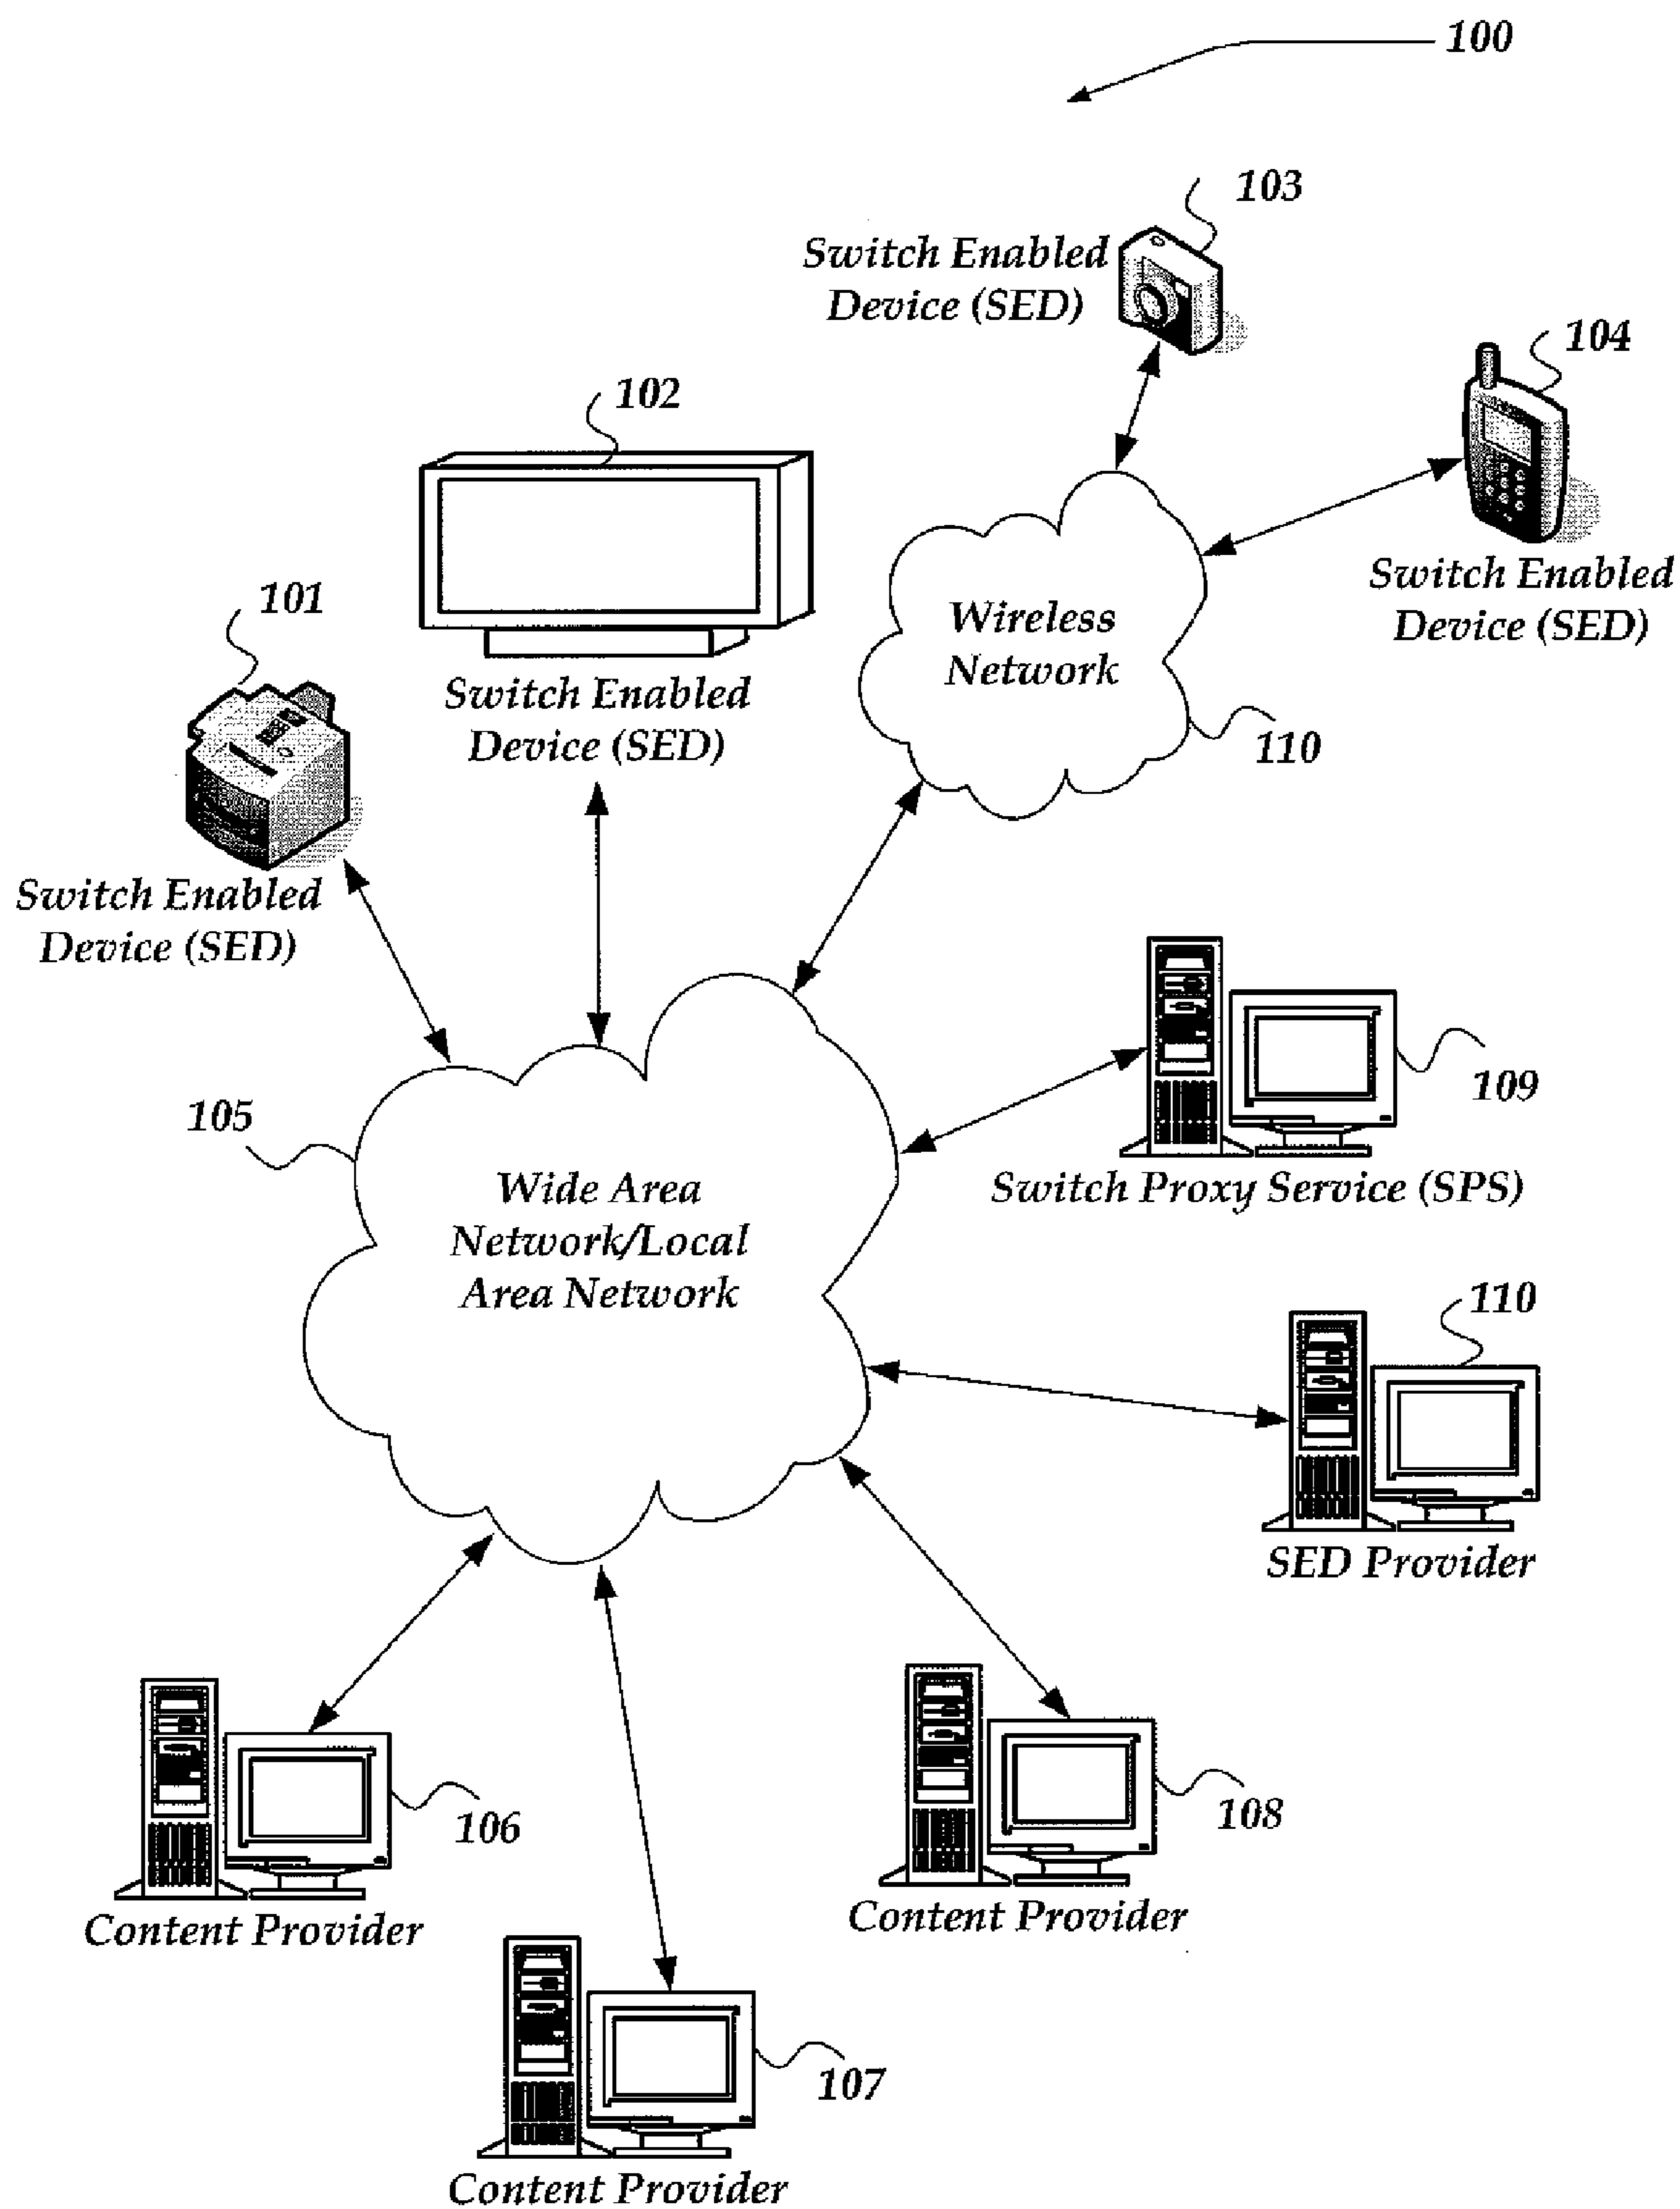 100
103
Switch Enabled
Device (SED)
104
Switch Enabled
Device (SED)
102
Switch Enabled
Device (SED)
101
Switch Enabled
Device (SED)
Wireless
Network
110
109
Switch Proxy Service (SPS)
105
Wide Area
Network/Local
Area Network
110
SED Provider
106
Content Provider
108
Content Provider
107
Content Provider